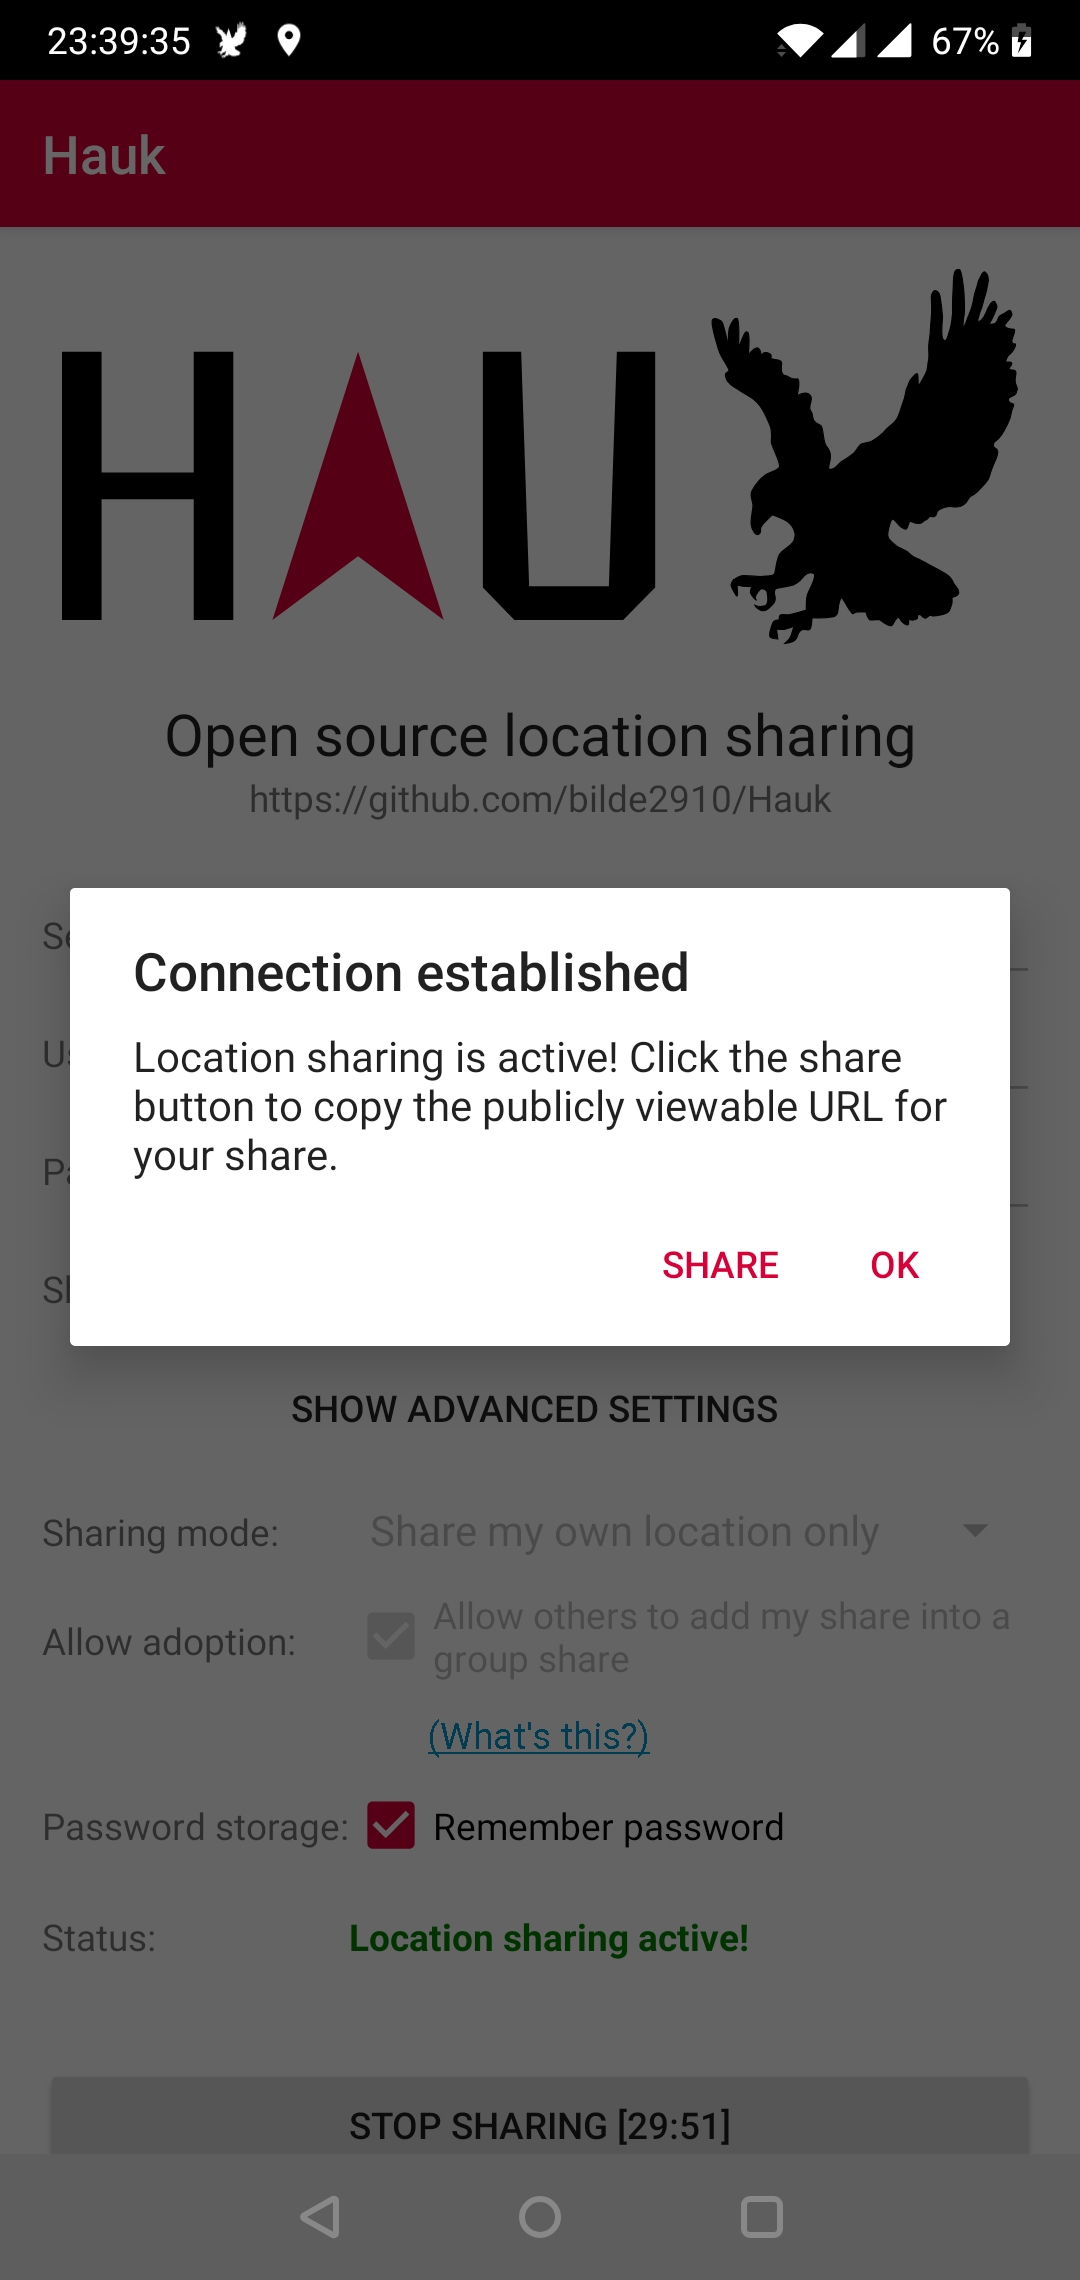 23:39:35
67%
Hauk
HAU
Open source location sharing
https://github.com/bilde2910/Hauk
Connection established
Location sharing is active! Click the share
button to copy the publicly viewable URL for
your share.
SHARE OK
SHOW ADVANCED SETTINGS
Sharing mode: Share my own location only
Allow adoption: Allow others to add my share into a
group share
(What's this?)
Password storage: Remember password
Status: Location sharing active!
STOP SHARING [29:51]